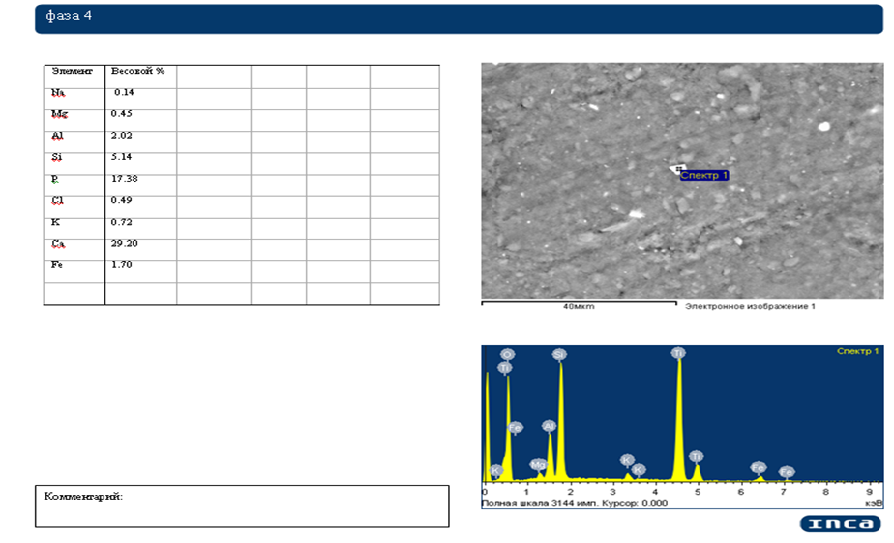 фаза 4
Элемент Весовой %
Na 0.14
Mg 0.45
Al 2.02
Si 5.14
P 17.38
Cl 0.49
K 0.72
Ca 29.20
Fe 1.70
Спектр 1
40мкm Электронное изображение 1
Спектр 1
O Si Ti
Ti
Fe Al
K Mg K K Ti Fe Fe
0 1 2 3 4 5 6 7 8 9
Полная шкала 3144 имп. Курсор: 0.000 кэВ
Комментарий:
INCA